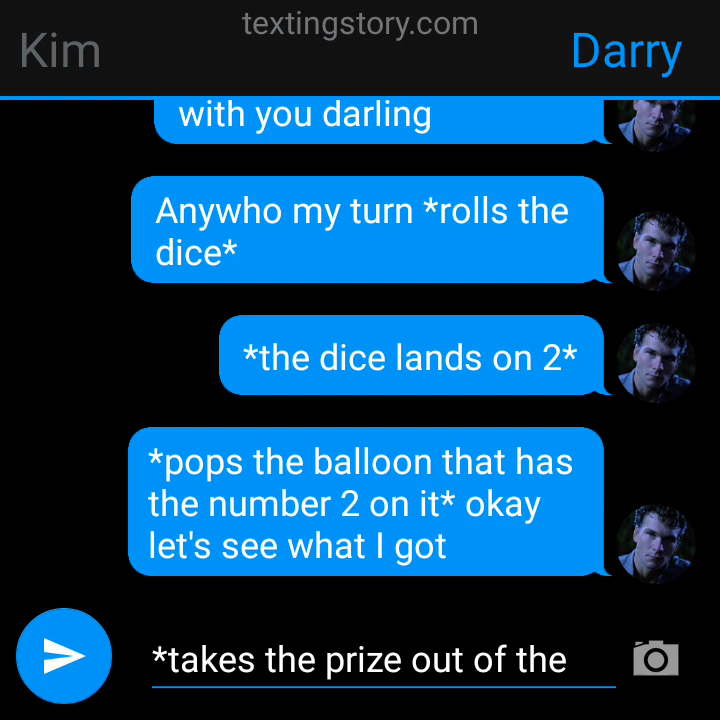 textingstory.com
Kim
Darry
with you darling
Anywho my turn *rolls the
dice*
*the dice lands on 2*
*pops the balloon that has
the number 2 on it* okay
let's see what I got
*takes the prize out of the